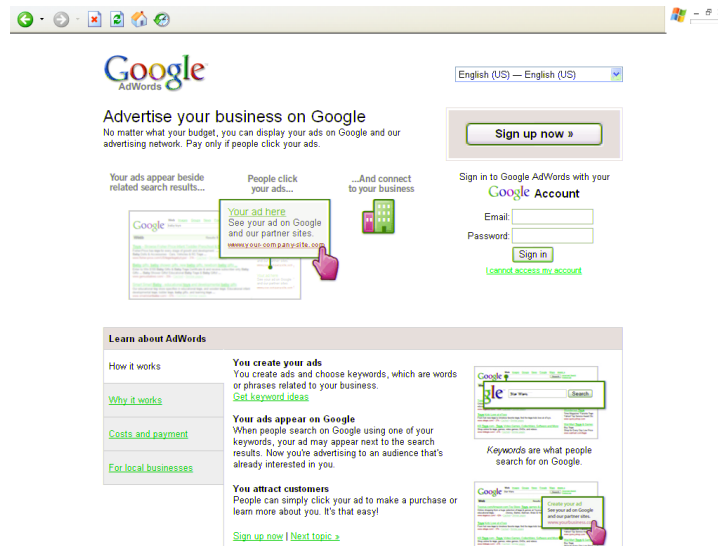 Google
AdWords
English (US) — English (US)
Advertise your business on Google
No matter what your budget, you can display your ads on Google and our
advertising network. Pay only if people click your ads.
Sign up now »
Your ads appear beside
related search results...
People click
your ads...
...And connect
to your business
Google
Your ad here
See your ad on Google
and our partner sites.
www.your-company-site.com
Sign in to Google AdWords with your
Google Account
Email:
Password:
Sign in
I cannot access my account
Learn about AdWords
How it works
Why it works
Costs and payment
For local businesses
You create your ads
You create ads and choose keywords, which are words
or phrases related to your business.
Get keyword ideas
Your ads appear on Google
When people search on Google using one of your
keywords, your ad may appear next to the search
results. Now you're advertising to an audience that's
already interested in you.
You attract customers
People can simply click your ad to make a purchase or
learn more about you. It's that easy!
Sign up now | Next topic »
Google
gle
Star Wars
Search
Keywords are what people
search for on Google.
Google
Create your ad
See your ad on Google
and our partner sites.